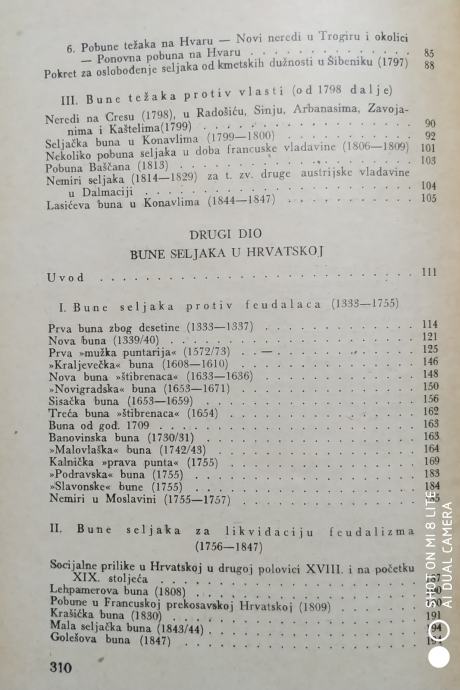 6. Pobune težaka na Hvaru — Novi neredi u Trogiru i okolici
— Ponovna pobuna na Hvaru . . . . . . . . . . . 85
Pokret za oslobođenje seljaka od kmetskih dužnosti u Šibeniku (1797) 88
III. Bune težaka protiv vlasti (od 1798 dalje)
Neredi na Cresu (1798), u Radošiću, Sinju, Arbanasima, Zavoja-
nima i Kaštelima(1799) . . . . . . . . . . . . 90
Seljačka buna u Konavlima (1799—1800) . . . . . . . . 92
Nekoliko pobuna seljaka u doba francuske vladavine (1806—1809) 101
Pobuna Bašćana (1813) . . . . . . . . . . . . 103
Nemiri seljaka (1814—1829) za t. zv. druge austrijske vladavine
u Dalmaciji . . . . . . . . . . . . . . 104
Lasićeva buna u Konavlima (1844—1847) . . . . . . . . 105
DRUGI DIO
BUNE SELJAKA U HRVATSKOJ
Uvod . . . . . . . . . . . . . . . . 111
I. Bune seljaka protiv feudalaca (1333—1755)
Prva buna zbog desetine (1333—1337) . . . . . . . . . 114
Nova buna (1339/40) . . . . . . . . . . . . . 121
Prva »mužka puntarija« (1572/73) . . . . . . . . . . 125
»Kraljevečka« buna (1608—1610) . . . . . . . . . . 146
Nova buna »štibrenaca« (1633—1636) . . . . . . . . . 148
»Novigradska« buna (1653—1671) . . . . . . . . . . 150
Sisačka buna (1653—1659) . . . . . . . . . . . 156
Treća buna »štibrenaca« (1654) . . . . . . . . . . 162
Buna od god. 1709 . . . . . . . . . . . . . 163
Banovinska buna (1730/31) . . . . . . . . . . . 163
»Malovlaška« buna (1742/43) . . . . . . . . . . . 164
Kalnička »prava punta« (1755) . . . . . . . . . . 169
»Podravska« buna (1755) . . . . . . . . . . . . 183
»Slavonske« bune (1755) . . . . . . . . . . . . 184
Nemiri u Moslavini (1755—1757) . . . . . . . . . .
II. Bune seljaka za likvidaciju feudalizma
(1756—1847)
Socijalne prilike u Hrvatskoj u drugoj polovici XVIII. i na početku
XIX. stoljeća . . . . . . . . . . . . . .
Lehpamerova buna (1808) . . . . . . . . . . . .
Pobune u Francuskoj prekosavskoj Hrvatskoj (1809) . . . . .
Krašićka buna (1830) . . . . . . . . . . . . . 191
Mala seljačka buna (1843/44) . . . . . . . . . . . 194
Golešova buna (1847) . . . . . . . . . . . . .
310
SHOT ON MI 8 LITE
AI DUAL CAMERA